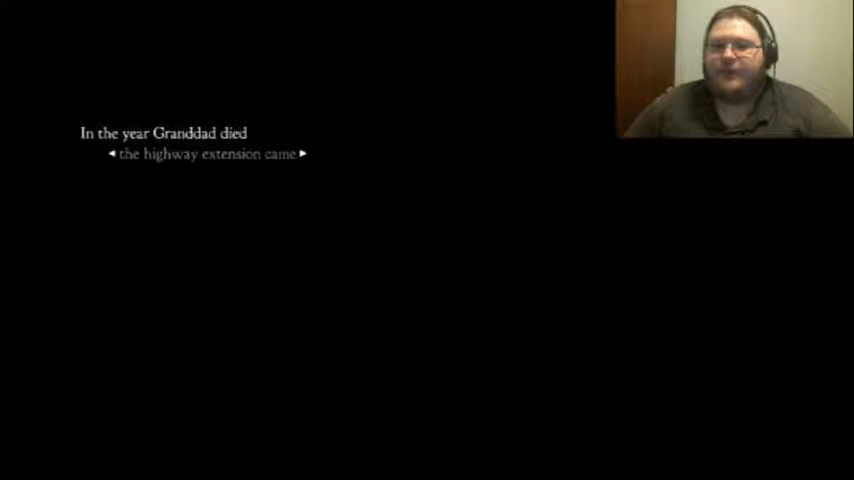 In the year Granddad died
the highway extension came